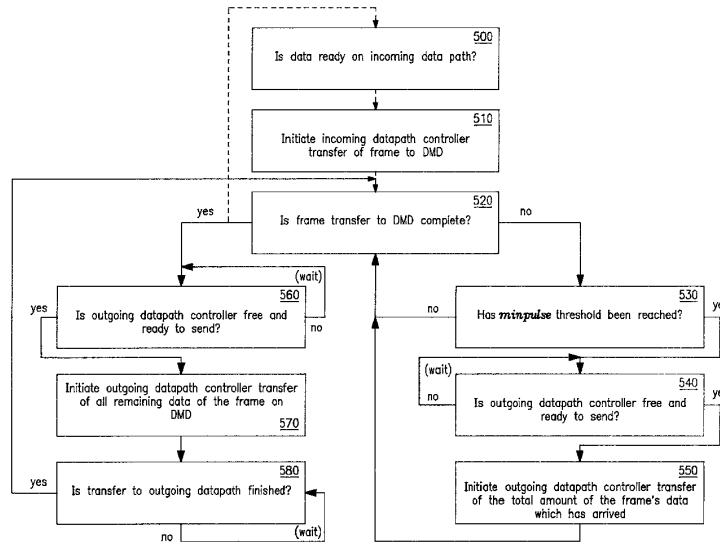 500
Is data ready on incoming data path?
510
Initiate incoming datapath controller
transfer of frame to DMD
520
Is frame transfer to DMD complete?
yes
no
(wait)
560
Is outgoing datapath controller free and
ready to send?
yes
no
530
Has minpulse threshold been reached?
no
ye
(wait)
540
Is outgoing datapath controller free and
ready to send?
no
ye
Initiate outgoing datapath controller transfer
of all remaining data of the frame on
DMD
570
550
Initiate outgoing datapath controller transfer
of the total amount of the frame's data
which has arrived
580
Is transfer to outgoing datapath finished?
yes
no
(wait)